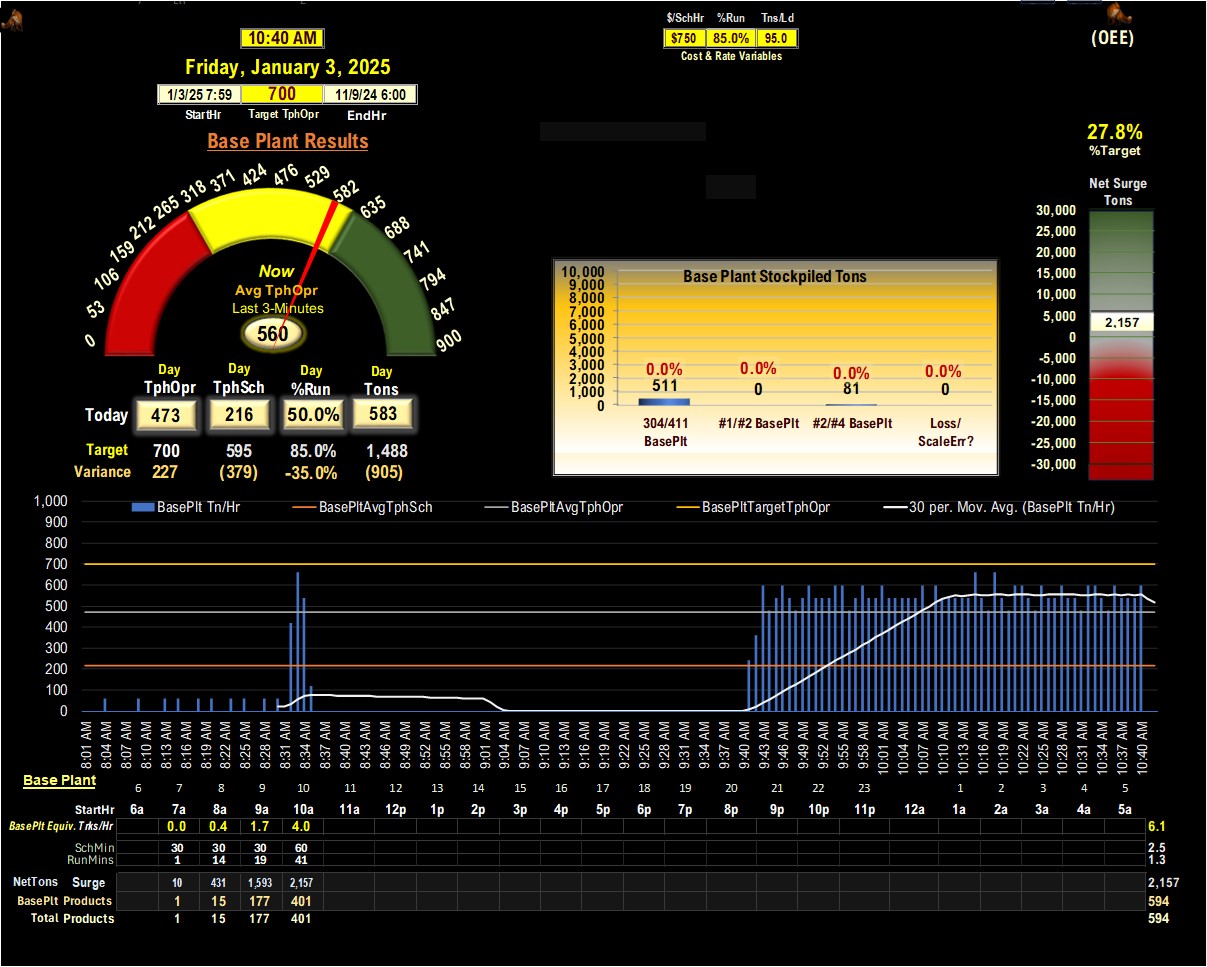 $/SchHr %Run Tns/Ld
$750 85.0% 95.0
Cost & Rate Variables
(OEE)
10:40 AM
Friday, January 3, 2025
1/3/25 7:59 700 11/9/24 6:00
StartHr Target TphOpr EndHr
Base Plant Results
27.8%
%Target
Net Surge
Tons
30,000
25,000
20,000
15,000
10,000
5,000
0
-5,000
-10,000
-15,000
-20,000
-25,000
-30,000
2,157
0 53 106 159 212 265 318 371 424 476 529 582 635 688 741 794 847 900
Now
Avg TphOpr
Last 3-Minutes
560
Base Plant Stockpiled Tons
10,000
9,000
8,000
7,000
6,000
5,000
4,000
3,000
2,000
1,000
0
0.0% 0.0% 0.0% 0.0%
511 0 81 0
304/411 #1/#2 BasePlt #2/#4 BasePlt Loss/
BasePlt ScaleErr?
Day Day Day Day
TphOpr TphSch %Run Tons
Today 473 216 50.0% 583
Target 700 595 85.0% 1,488
Variance 227 (379) -35.0% (905)
BasePlt Tn/Hr BasePltAvgTphSch BasePltAvgTphOpr BasePltTargetTphOpr 30 per. Mov. Avg. (BasePlt Tn/Hr)
1,000
900
800
700
600
500
400
300
200
100
0
8:01 AM 8:04 AM 8:07 AM 8:10 AM 8:13 AM 8:16 AM 8:19 AM 8:22 AM 8:25 AM 8:28 AM 8:31 AM 8:34 AM 8:37 AM 8:40 AM 8:43 AM 8:46 AM 8:49 AM 8:52 AM 8:55 AM 8:58 AM 9:01 AM 9:04 AM 9:07 AM 9:10 AM 9:13 AM 9:16 AM 9:19 AM 9:22 AM 9:25 AM 9:28 AM 9:31 AM 9:34 AM 9:37 AM 9:40 AM 9:43 AM 9:46 AM 9:49 AM 9:52 AM 9:55 AM 9:58 AM 10:01 AM 10:04 AM 10:07 AM 10:10 AM 10:13 AM 10:16 AM 10:19 AM 10:22 AM 10:25 AM 10:28 AM 10:31 AM 10:34 AM 10:37 AM 10:40 AM
Base Plant
6 7 8 9 10 11 12 13 14 15 16 17 18 19 20 21 22 23 1 2 3 4 5
StartHr 6a 7a 8a 9a 10a 11a 12p 1p 2p 3p 4p 5p 6p 7p 8p 9p 10p 11p 12a 1a 2a 3a 4a 5a
BasePlt Equiv. Trks/Hr 0.0 0.4 1.7 4.0 6.1
SchMin 30 30 30 60 2.5
RunMins 1 14 19 41 1.3
NetTons Surge 10 431 1,593 2,157 2,157
BasePlt Products 1 15 177 401 594
Total Products 1 15 177 401 594